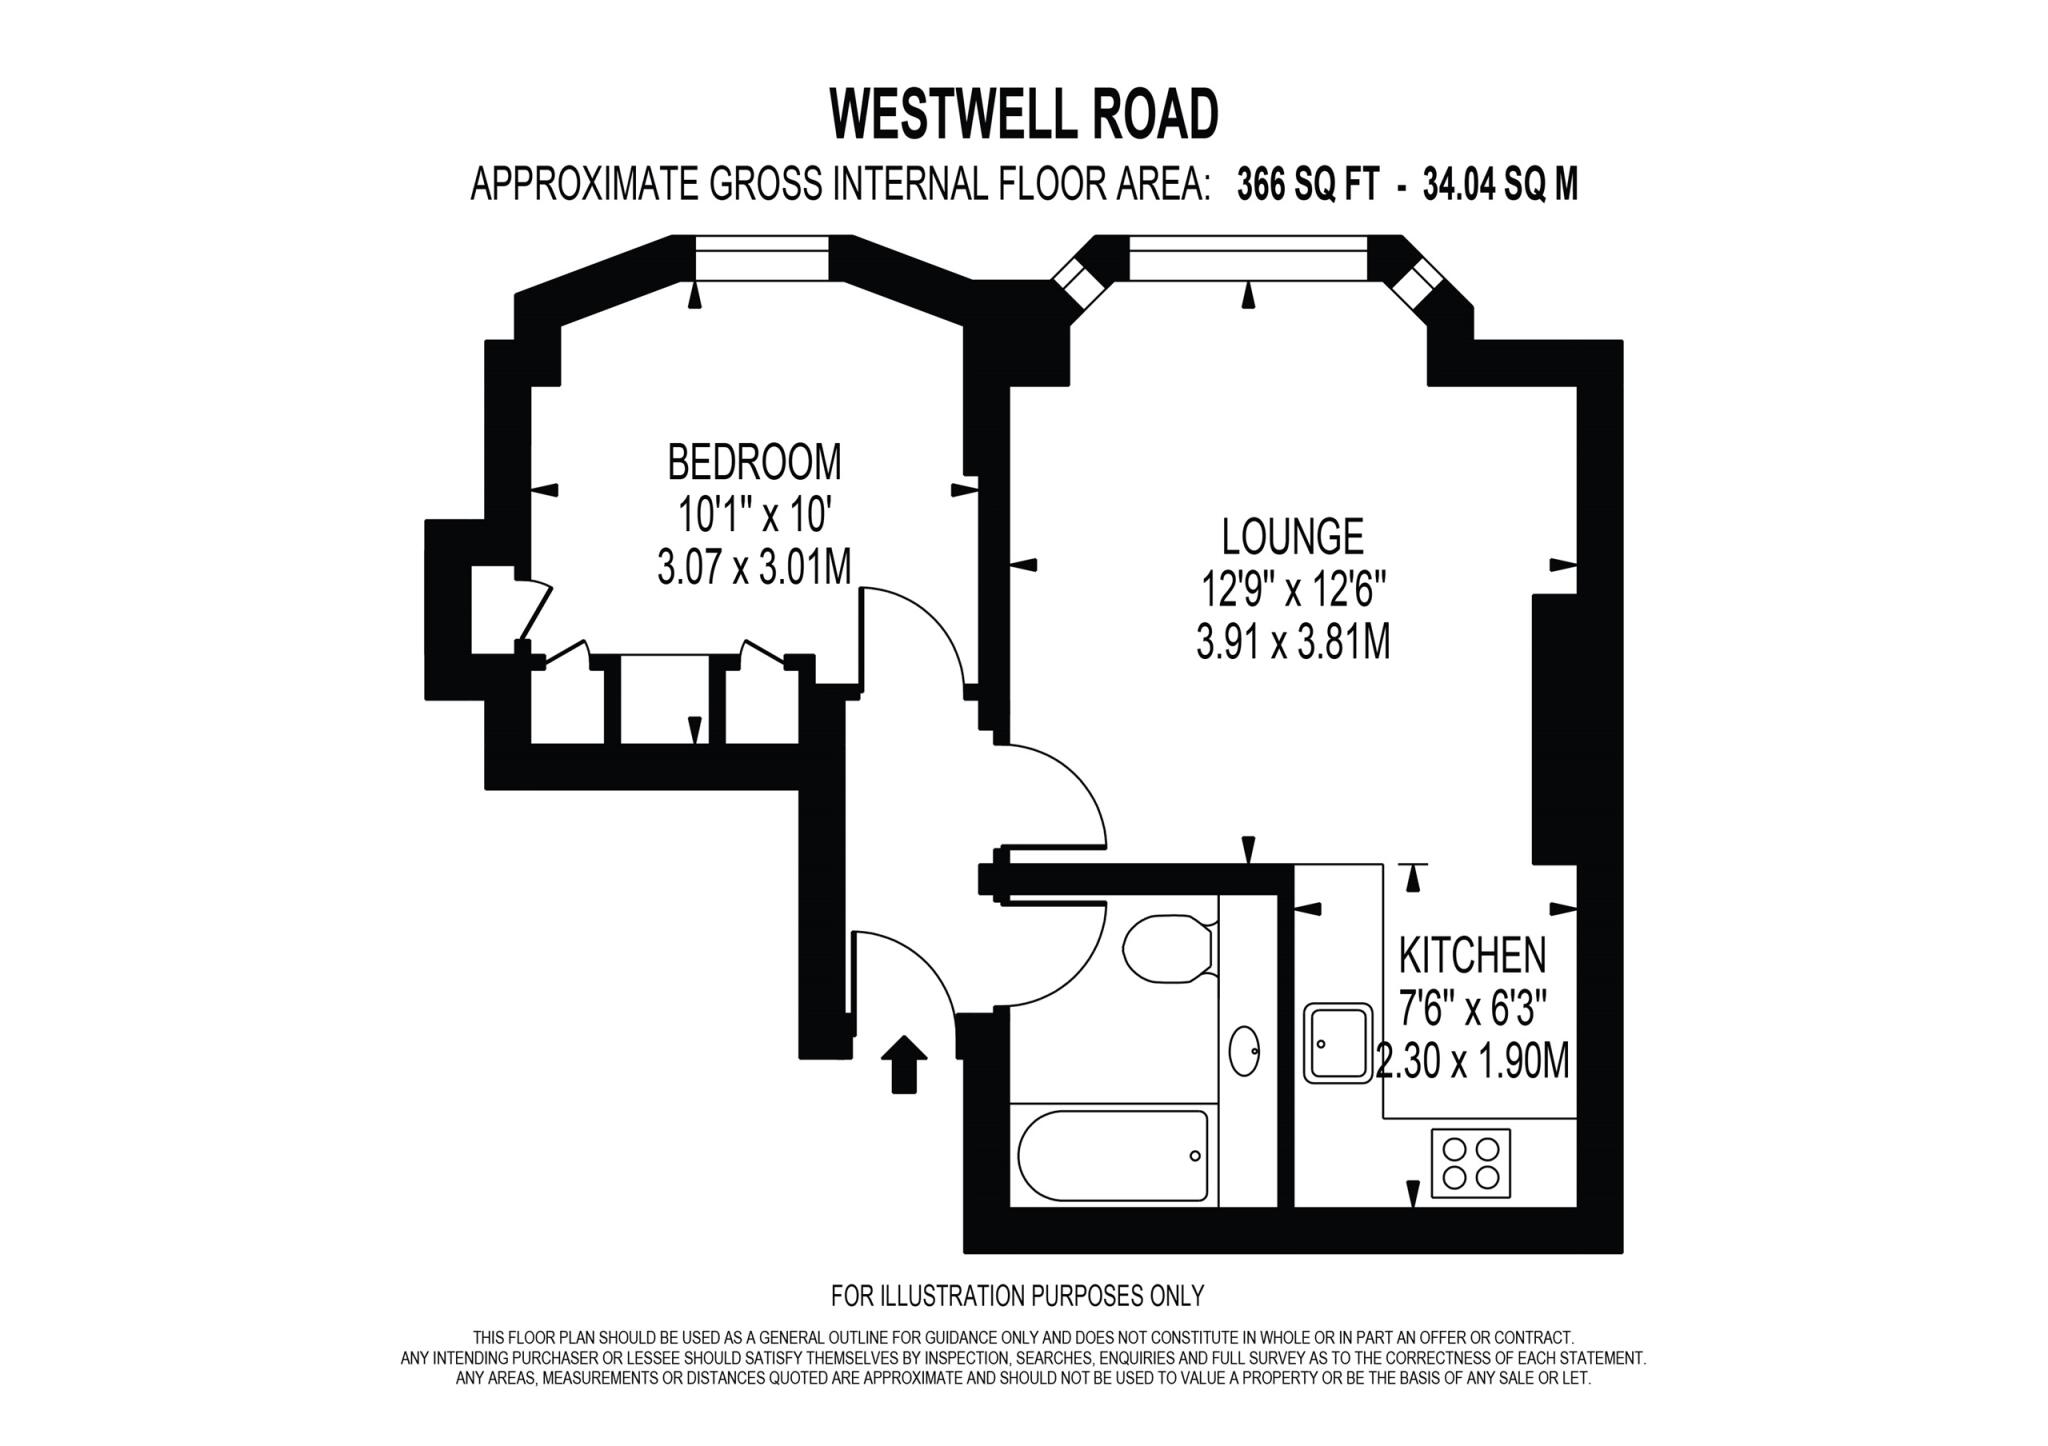 WESTWELL ROAD
APPROXIMATE GROSS INTERNAL FLOOR AREA: 366 SQ FT - 34.04 SQ M
BEDROOM
10'1" x 10'
3.07 x 3.01M
LOUNGE
12'9" x 12'6"
3.91 x 3.81M
KITCHEN
7'6" x 6'3"
2.30 x 1.90M
FOR ILLUSTRATION PURPOSES ONLY
THIS FLOOR PLAN SHOULD BE USED AS A GENERAL OUTLINE FOR GUIDANCE ONLY AND DOES NOT CONSTITUTE IN WHOLE OR IN PART AN OFFER OR CONTRACT.
ANY INTENDING PURCHASER OR LESSEE SHOULD SATISFY THEMSELVES BY INSPECTION, SEARCHES, ENQUIRIES AND FULL SURVEY AS TO THE CORRECTNESS OF EACH STATEMENT.
ANY AREAS, MEASUREMENTS OR DISTANCES QUOTED ARE APPROXIMATE AND SHOULD NOT BE USED TO VALUE A PROPERTY OR BE THE BASIS OF ANY SALE OR LET.